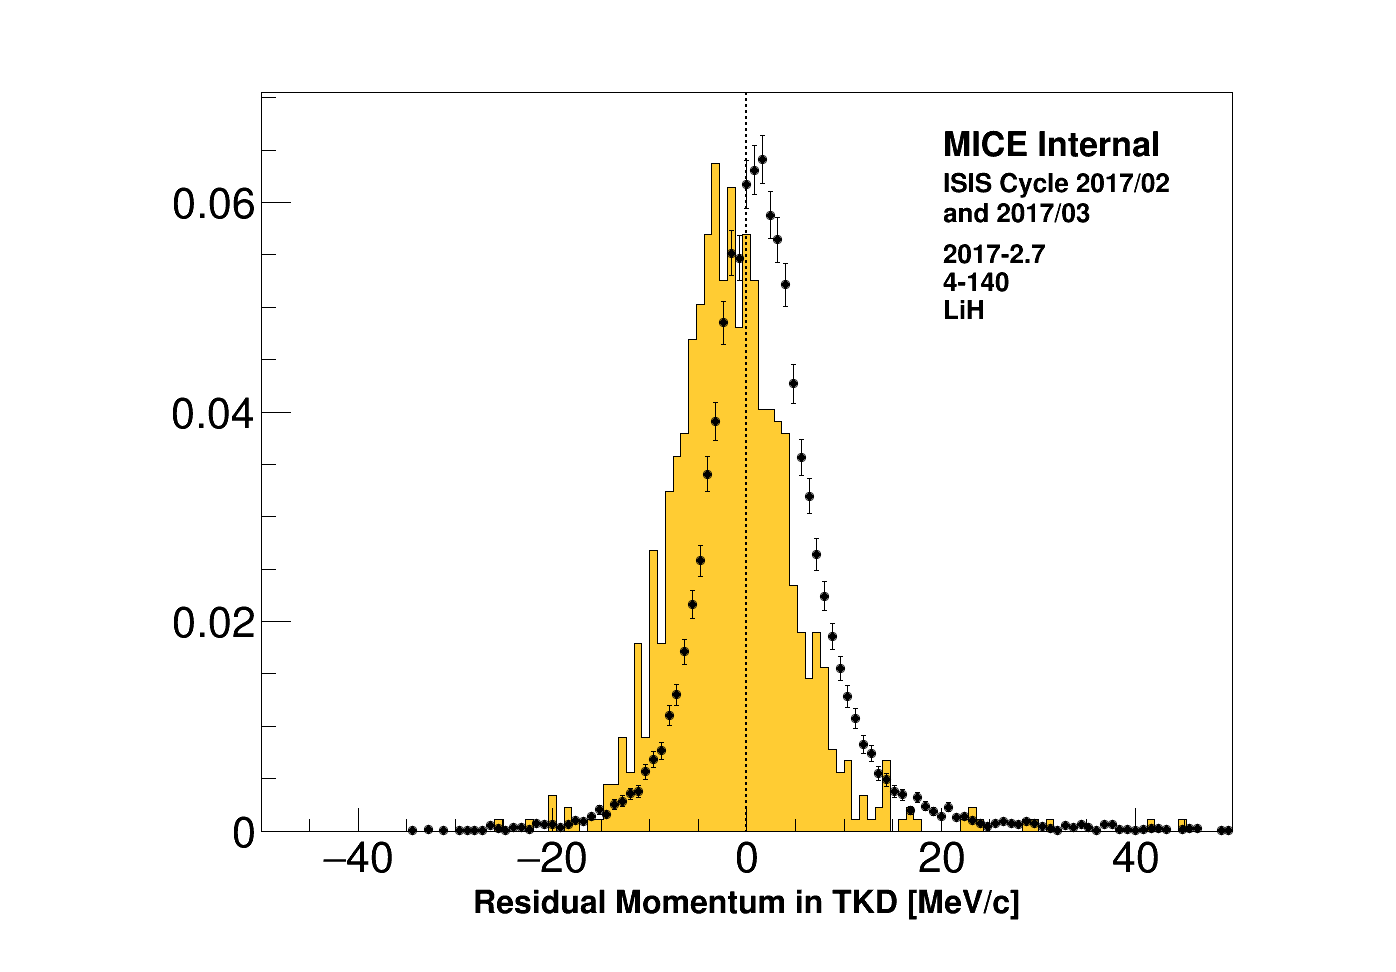 MICE Internal
ISIS Cycle 2017/02
and 2017/03
2017-2.7
4-140
LiH
0.06
0.04
0.02
0
−40 −20 0 20 40
Residual Momentum in TKD [MeV/c]